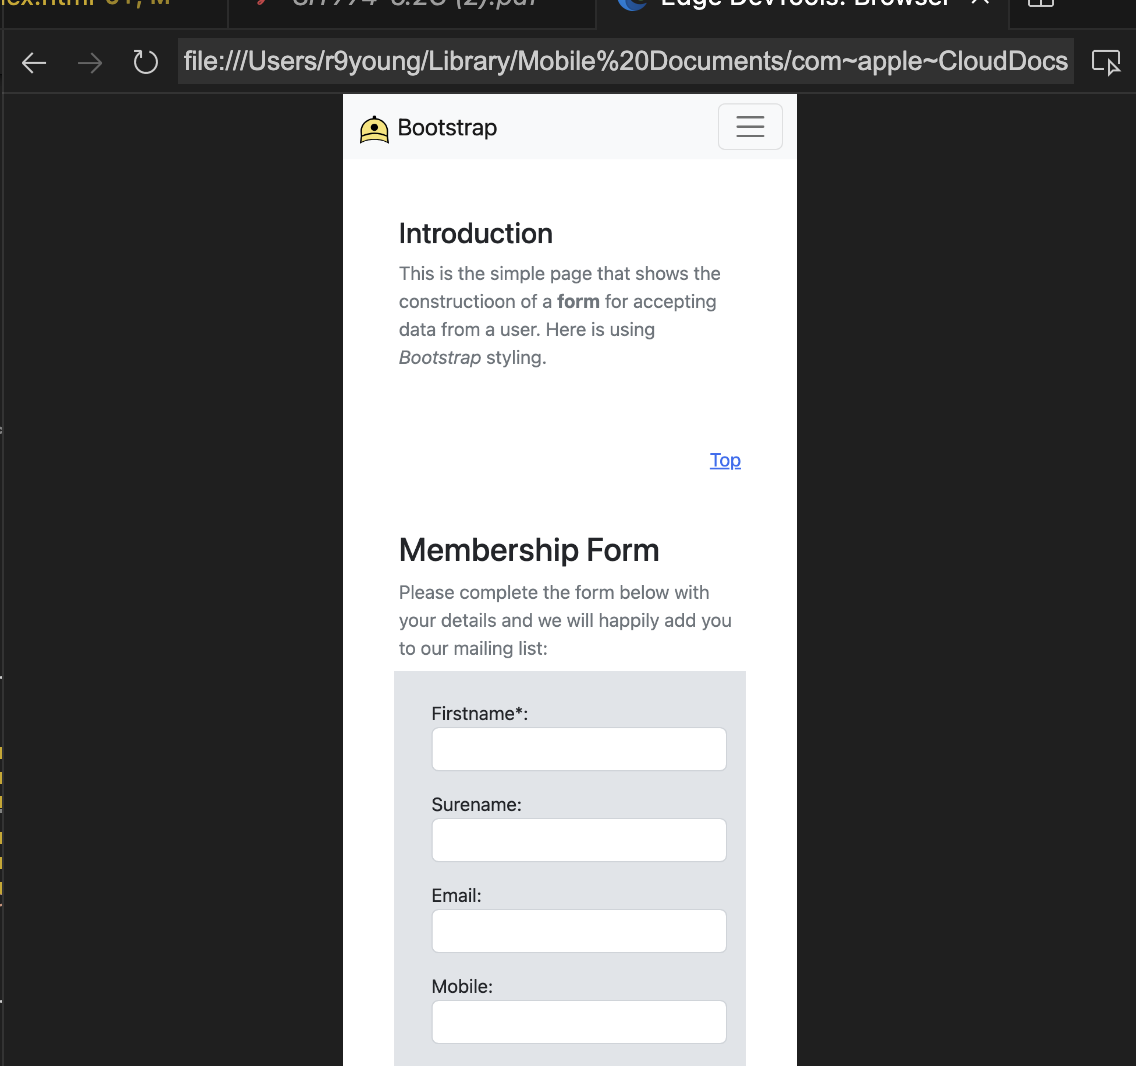 Edge DevTools: Browser
file:///Users/r9young/Library/Mobile%20Documents/com~apple~CloudDocs
Bootstrap
Introduction
This is the simple page that shows the
constructioon of a form for accepting
data from a user. Here is using
Bootstrap styling.
Top
Membership Form
Please complete the form below with
your details and we will happily add you
to our mailing list:
Firstname*:
Surename:
Email:
Mobile: